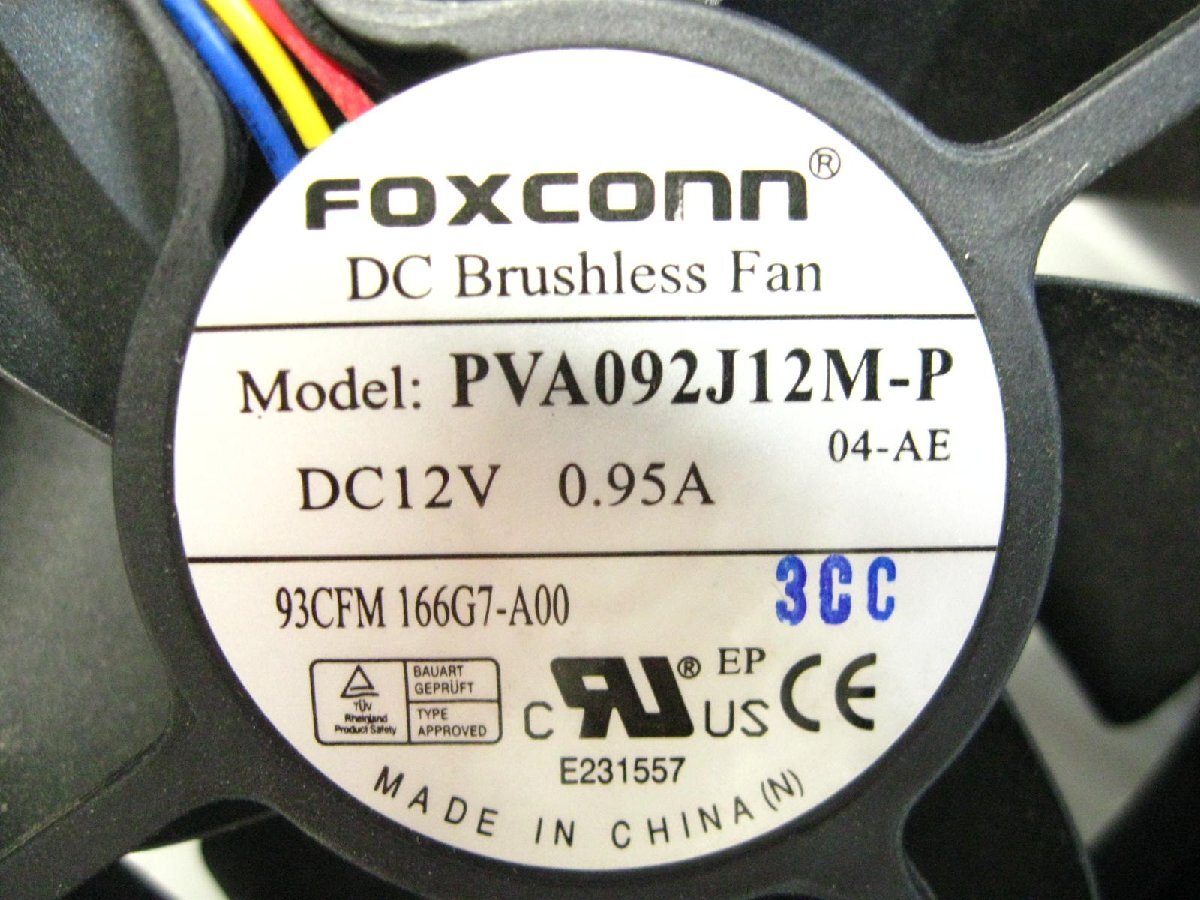 FOXCONN®
DC Brushless Fan
Model: PVA092J12M-P
04-AE
DC12V 0.95A
93CFM 166G7-A00
3CC
TÜV
Rheinland
Product Safety
BAUART
GEPRÜFT
TYPE
APPROVED
C RU® US EP CE
E231557
MADE IN CHINA (N)